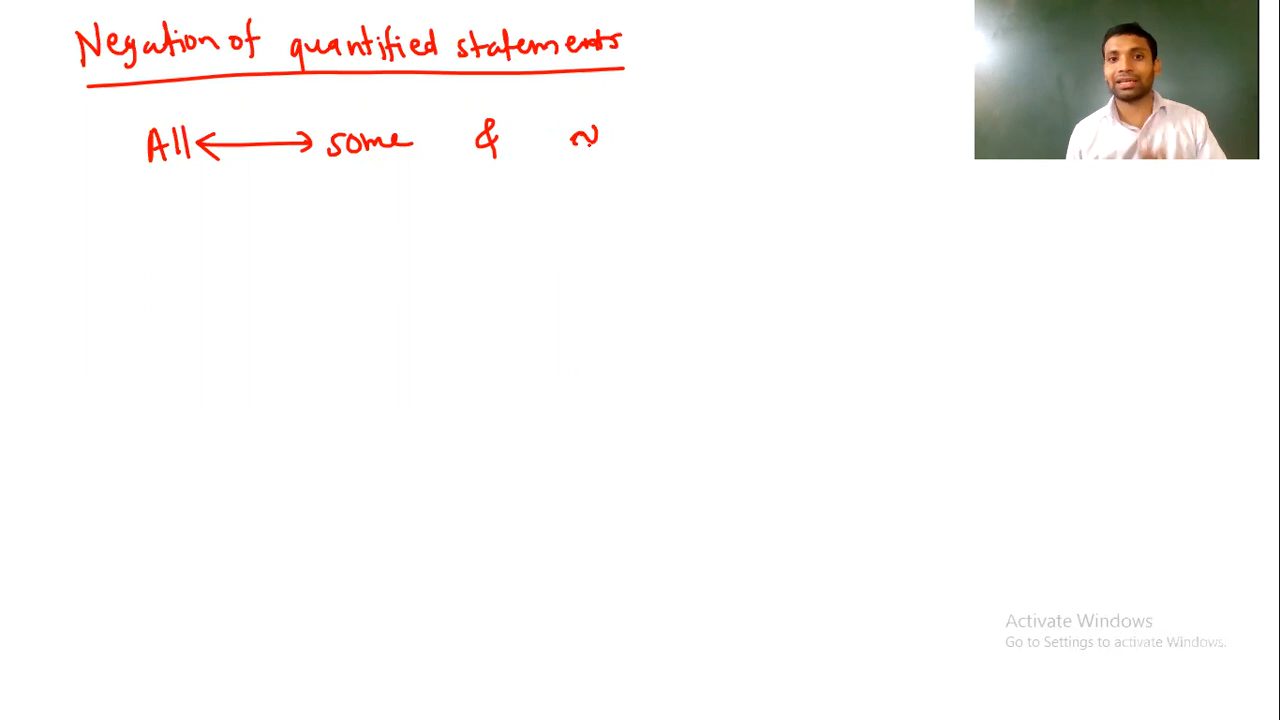 Negation of quantified statements
All ⟷ some & ~
Activate Windows
Go to Settings to activate Windows.